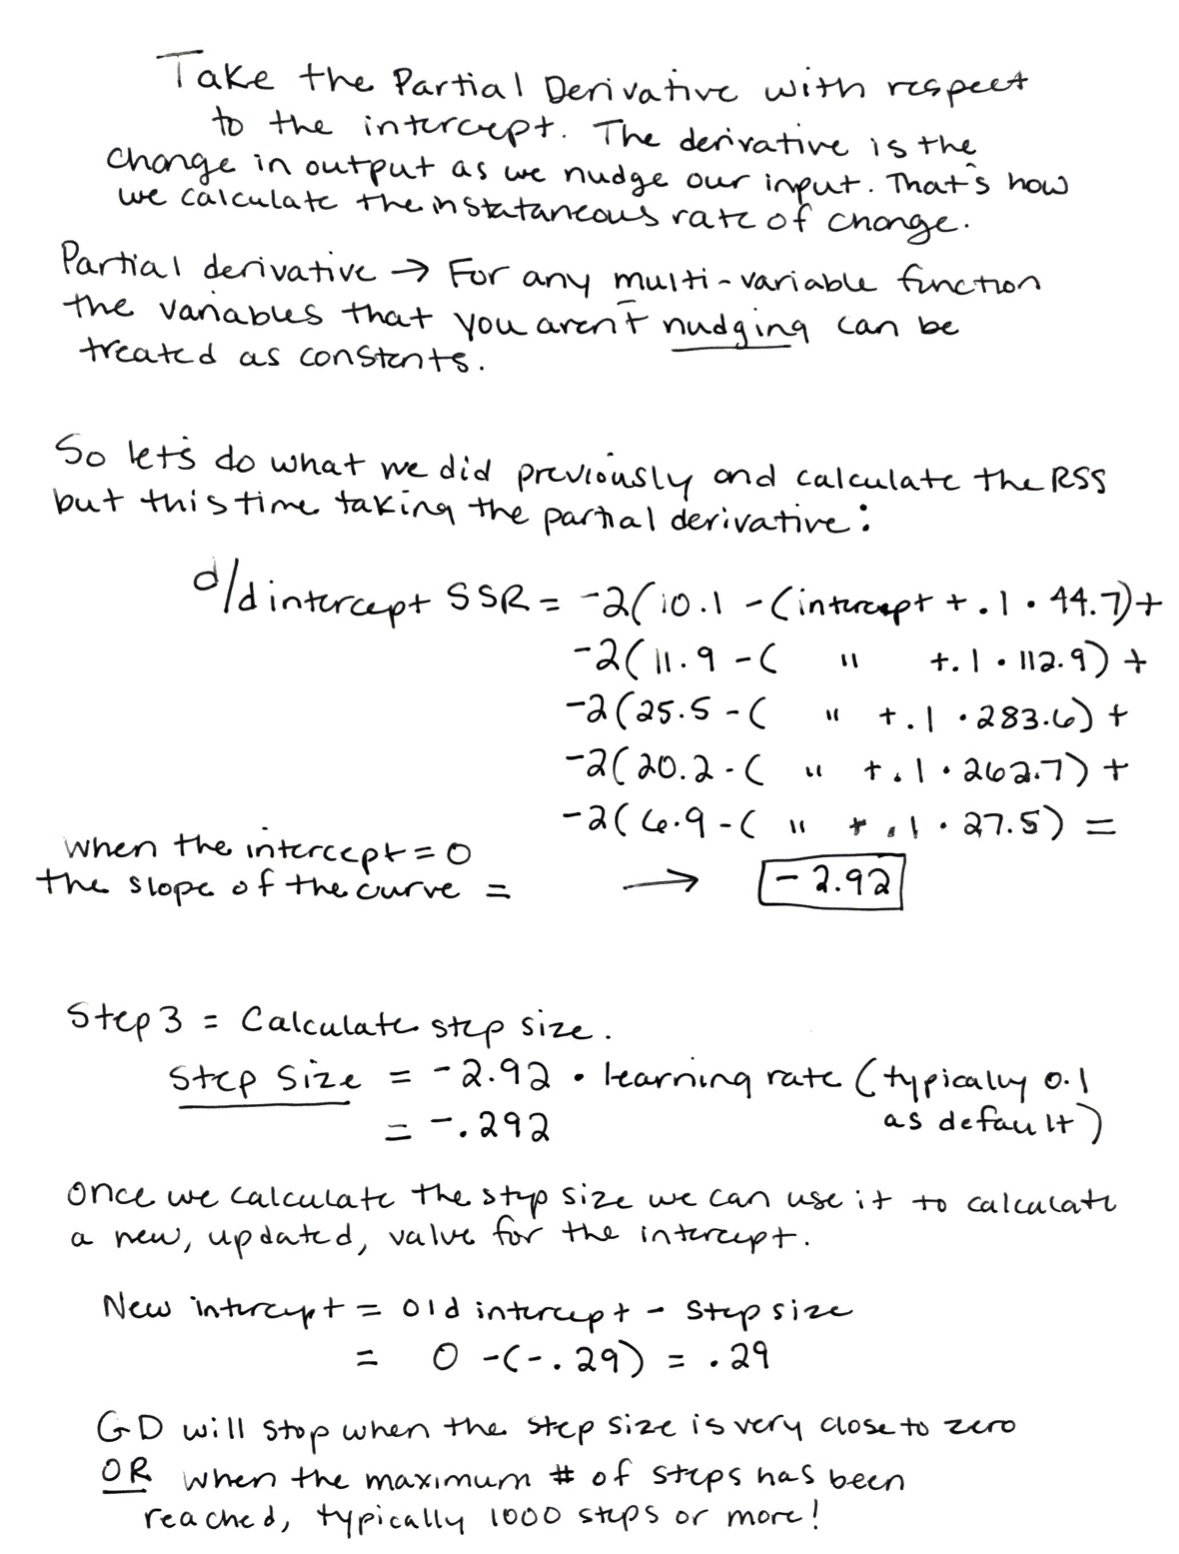 Take the Partial Derivative with respect
to the intercept. The derivative is the
change in output as we nudge our input. That's how
we calculate the instataneous rate of change.
Partial derivative → For any multi-variable function
the variables that you aren't nudging can be
treated as constents.
So let's do what we did previously and calculate the RSS
but this time taking the partial derivative:
d/d intercept SSR = -2(10.1 - (intercept + .1 · 44.7) +
-2(11.9 - ( " +.1 · 112.9) +
-2(25.5 - ( " +.1 · 283.6) +
-2(20.2 - ( " +.1 · 262.7) +
-2(6.9 - ( " +.1 · 27.5) =
when the intercept = 0
the slope of the curve = → -2.92
Step 3 = Calculate step size.
Step Size = -2.92 · learning rate (typically 0.1
= -.292 as default)
Once we calculate the step size we can use it to calculate
a new, updated, value for the intercept.
New intercept = Old intercept - Step size
= 0 -(-.29) = .29
GD will stop when the step size is very close to zero
OR when the maximum # of steps has been
reached, typically 1000 steps or more!